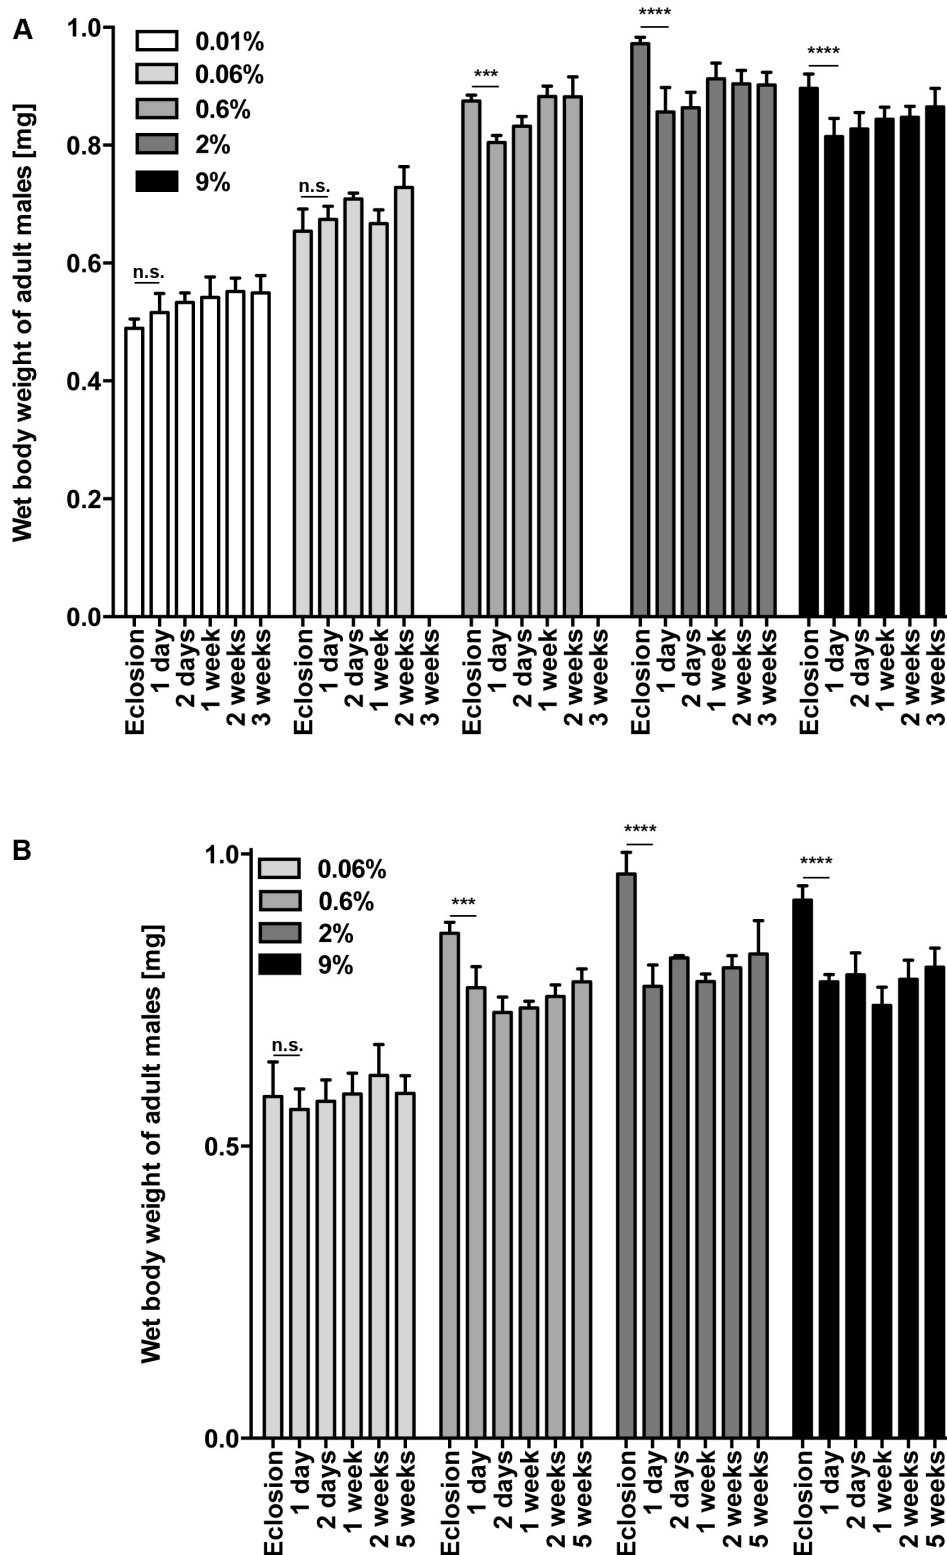 A
Wet body weight of adult males [mg]
1.0
0.8
0.6
0.4
0.2
0.0
0.01%
0.06%
0.6%
2%
9%
n.s.
n.s.
***
****
****
Eclosion
1 day
2 days
1 week
2 weeks
3 weeks
Eclosion
1 day
2 days
1 week
2 weeks
3 weeks
Eclosion
1 day
2 days
1 week
2 weeks
3 weeks
Eclosion
1 day
2 days
1 week
2 weeks
3 weeks
Eclosion
1 day
2 days
1 week
2 weeks
3 weeks
B
Wet body weight of adult males [mg]
1.0
0.5
0.0
0.06%
0.6%
2%
9%
n.s.
***
****
****
Eclosion
1 day
2 days
1 week
2 weeks
5 weeks
Eclosion
1 day
2 days
1 week
2 weeks
5 weeks
Eclosion
1 day
2 days
1 week
2 weeks
5 weeks
Eclosion
1 day
2 days
1 week
2 weeks
5 weeks